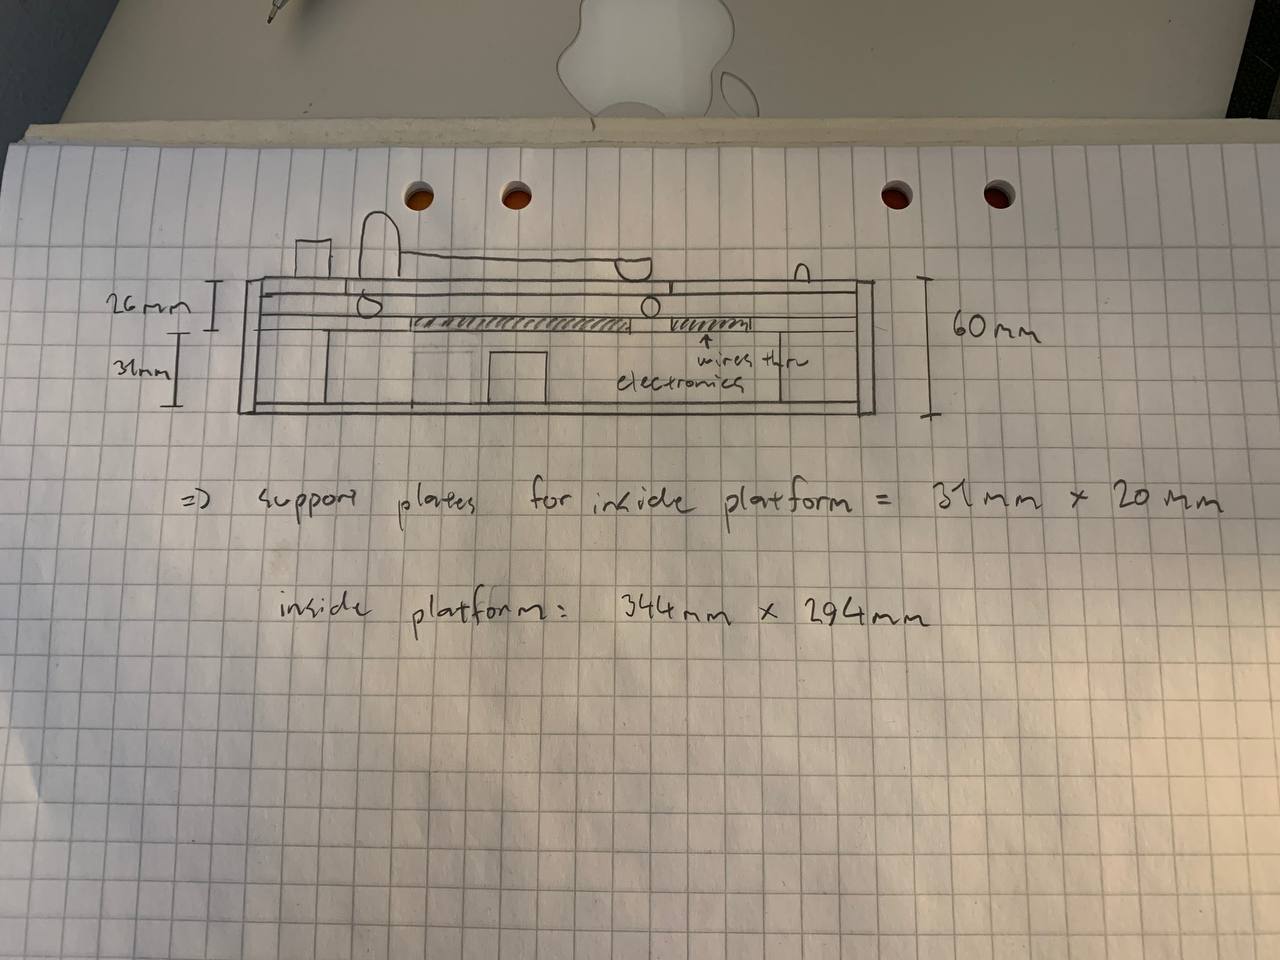 26mm
60mm
31mm
wires thru
electronics
=> support plates for inside platform = 31mm x 20mm
inside platform: 344mm x 294mm